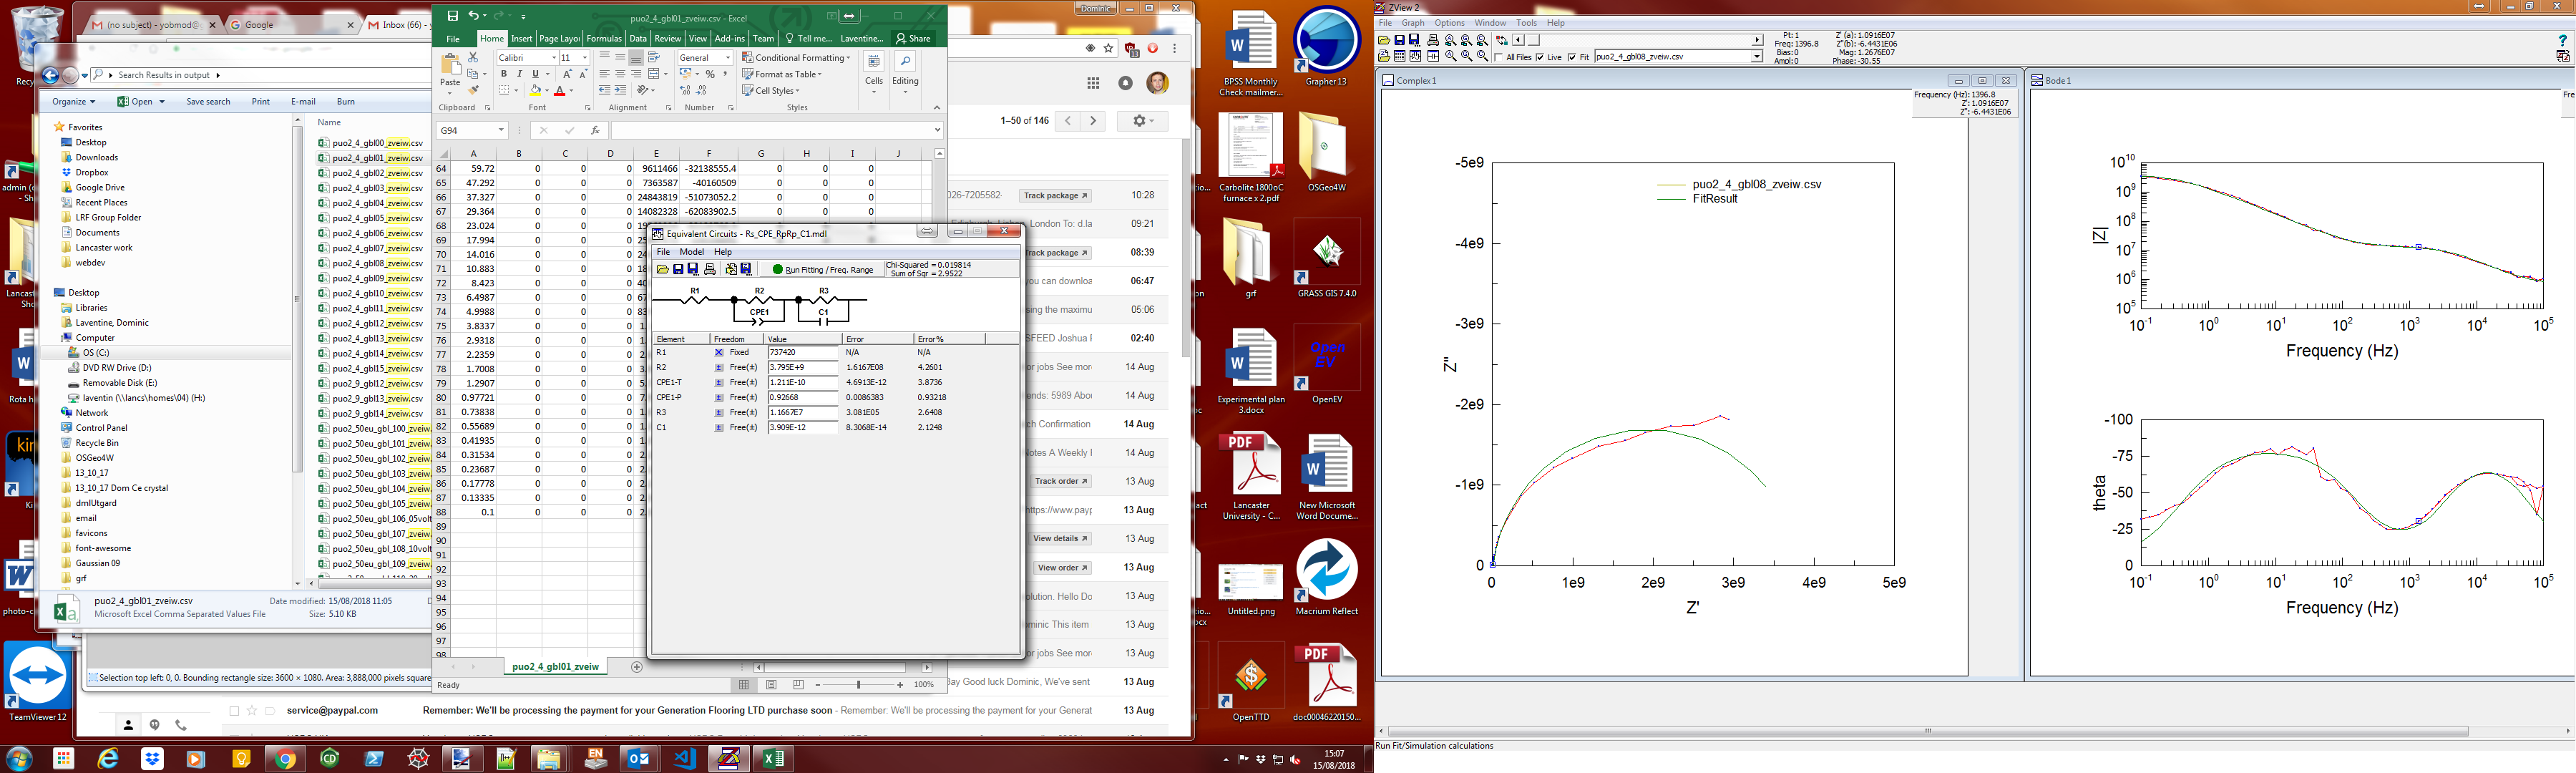 (no subject) - yobmod@
Google
Inbox (66) -
puo2_4_gbl01_zveiw.csv - Excel
Dominic
Search Results in output
Organize
Open
Save search
Print
E-mail
Burn
Favorites
Desktop
Downloads
Dropbox
Google Drive
Recent Places
LRF Group Folder
Documents
Lancaster work
webdev
Desktop
Libraries
Laventine, Dominic
Computer
OS (C:)
DVD RW Drive (D:)
Removable Disk (E:)
laventin (\\lancs\homes\04) (H:)
Network
Control Panel
Recycle Bin
OSGeo4W
13_10_17
13_10_17 Dom Ce crystal
dmlUtgard
email
favicons
font-awesome
Gaussian 09
grf
Name
puo2_4_gbl00_zveiw.csv
puo2_4_gbl01_zveiw.csv
puo2_4_gbl02_zveiw.csv
puo2_4_gbl03_zveiw.csv
puo2_4_gbl04_zveiw.csv
puo2_4_gbl05_zveiw.csv
puo2_4_gbl06_zveiw.csv
puo2_4_gbl07_zveiw.csv
puo2_4_gbl08_zveiw.csv
puo2_4_gbl09_zveiw.csv
puo2_4_gbl10_zveiw.csv
puo2_4_gbl11_zveiw.csv
puo2_4_gbl12_zveiw.csv
puo2_4_gbl13_zveiw.csv
puo2_4_gbl14_zveiw.csv
puo2_4_gbl15_zveiw.csv
puo2_9_gbl12_zveiw.csv
puo2_9_gbl13_zveiw.csv
puo2_9_gbl14_zveiw.csv
puo2_50eu_gbl_100_zveiw.
puo2_50eu_gbl_101_zveiw.
puo2_50eu_gbl_102_zveiw.
puo2_50eu_gbl_103_zveiw.
puo2_50eu_gbl_104_zveiw.
puo2_50eu_gbl_105_zveiw.
puo2_50eu_gbl_106_05volt
puo2_50eu_gbl_107_zveiw.
puo2_50eu_gbl_108_10volt
puo2_50eu_gbl_109_zveiw.
puo2_4_gbl01_zveiw.csv
Microsoft Excel Comma Separated Values File
Date modified: 15/08/2018 11:05
Size: 5.10 KB
Selection top left: 0, 0. Bounding rectangle size: 3600 × 1080. Area: 3,888,000 pixels square
File Home Insert Page Layou Formulas Data Review View Add-ins Team Tell me... Laventine... Share
Paste
Clipboard
Calibri 11
B I U
Font
Alignment
General
Number
Conditional Formatting
Format as Table
Cell Styles
Styles
Cells
Editing
G94
fx
A B C D E F G H I J
64 59.72 0 0 0 9611466 -32138555.4 0 0 0
65 47.292 0 0 0 7363587 -40160509 0 0 0
66 37.327 0 0 0 24843819 -51073052.2 0 0 0
67 29.364 0 0 0 14082328 -62083902.5 0 0 0
68 23.024 0 0 0
69 17.994 0 0 0
70 14.016 0 0 0
71 10.883 0 0 0
72 8.423 0 0 0
73 6.4987 0 0 0
74 4.9988 0 0 0
75 3.8337 0 0 0
76 2.9318 0 0 0
77 2.2359 0 0 0
78 1.7008 0 0 0
79 1.2907 0 0 0
80 0.97721 0 0 0
81 0.73838 0 0 0
82 0.55689 0 0 0
83 0.41935 0 0 0
84 0.31534 0 0 0
85 0.23687 0 0 0
86 0.17778 0 0 0
87 0.13335 0 0 0
88 0.1 0 0 0
89
90
91
92
93
94
95
96
97
98
puo2_4_gbl01_zveiw
Ready
100%
Equivalent Circuits - Rs_CPE_RpRp_C1.mdl
File Model Help
Run Fitting / Freq. Range
Chi-Squared = 0.019814
Sum of Sqr = 2.9522
R1 R2 R3
CPE1 C1
Element Freedom Value Error Error%
R1 Fixed 737420 N/A N/A
R2 Free(±) 3.795E+9 1.6167E08 4.2601
CPE1-T Free(±) 1.211E-10 4.6913E-12 3.8736
CPE1-P Free(±) 0.92668 0.0086383 0.93218
R3 Free(±) 1.1667E7 3.081E05 2.6408
C1 Free(±) 3.909E-12 8.3068E-14 2.1248
1–50 of 146
026-7205582- Track package 10:28
London To: d.la 09:21
Track package 08:39
you can downloa 06:47
sing the maximu 05:06
SFEED Joshua 02:40
or jobs See mor 14 Aug
ends: 5989 Abou 14 Aug
ch Confirmation 14 Aug
Notes A Weekly 14 Aug
Track order 13 Aug
https://www.payp 13 Aug
View details 13 Aug
View order 13 Aug
olution. Hello Do 13 Aug
minic This item 13 Aug
or jobs See mor 13 Aug
Bay Good luck Dominic, We've sent 13 Aug
service@paypal.com Remember: We'll be processing the payment for your Generation Flooring LTD purchase soon - Remember: We'll be processing the payment for your Generat 13 Aug
BPSS Monthly Check mailmer...
Grapher 13
Carbolite 1800oC furnace x 2.pdf
OSGeo4W
grf
GRASS GIS 7.4.0
Experimental plan 3.docx
Open EV
OpenEV
PDF
Lancaster University - C...
New Microsoft Word Docume...
Untitled.png
Macrium Reflect
OpenTTD
PDF
doc00046220150...
TeamViewer 12
15:07
15/08/2018
ZView 2
File Graph Options Window Tools Help
All Files Live Fit puo2_4_gbl08_zveiw.csv
Pt: 1
Freq: 1396.8
Bias: 0
Ampl: 0
Z' (a): 1.0916E07
Z''(b): -6.4431E06
Mag: 1.2676E07
Phase: -30.55
Complex 1
Frequency (Hz): 1396.8
Z': 1.0916E07
Z'': -6.4431E06
puo2_4_gbl08_zveiw.csv
FitResult
-5e9
-4e9
-3e9
-2e9
-1e9
0
Z''
0 1e9 2e9 3e9 4e9 5e9
Z'
Bode 1
Fre
10^10
10^9
10^8
10^7
10^6
10^5
|Z|
10^-1 10^0 10^1 10^2 10^3 10^4 10^5
Frequency (Hz)
-100
-75
-50
-25
0
theta
10^-1 10^0 10^1 10^2 10^3 10^4 10^5
Frequency (Hz)
Run Fit/Simulation calculations